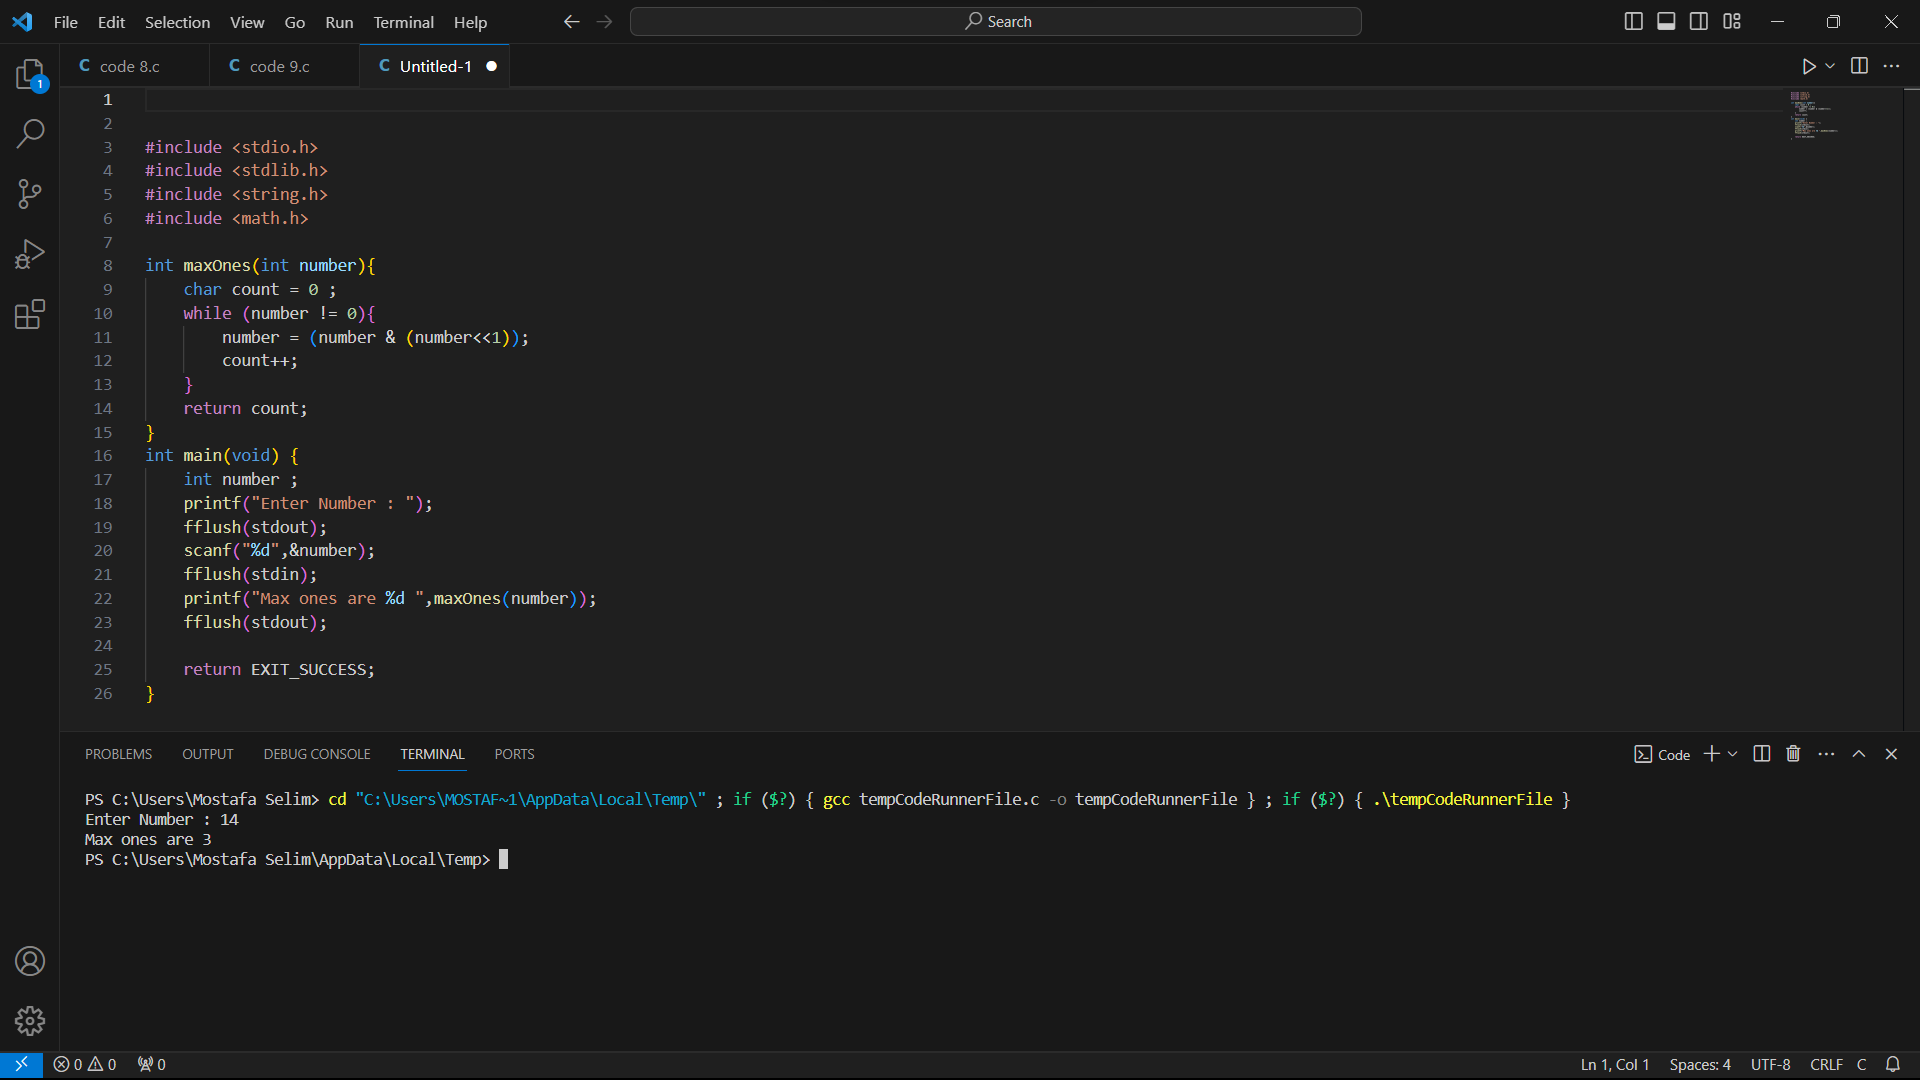 File Edit Selection View Go Run Terminal Help Search
C code 8.c C code 9.c C Untitled-1
1
1
2
3 #include <stdio.h>
4 #include <stdlib.h>
5 #include <string.h>
6 #include <math.h>
7
8 int maxOnes(int number){
9 char count = 0 ;
10 while (number != 0){
11 number = (number & (number<<1));
12 count++;
13 }
14 return count;
15 }
16 int main(void) {
17 int number ;
18 printf("Enter Number : ");
19 fflush(stdout);
20 scanf("%d",&number);
21 fflush(stdin);
22 printf("Max ones are %d ",maxOnes(number));
23 fflush(stdout);
24
25 return EXIT_SUCCESS;
26 }
PROBLEMS OUTPUT DEBUG CONSOLE TERMINAL PORTS Code
PS C:\Users\Mostafa Selim> cd "C:\Users\MOSTAF~1\AppData\Local\Temp\" ; if ($?) { gcc tempCodeRunnerFile.c -o tempCodeRunnerFile } ; if ($?) { .\tempCodeRunnerFile }
Enter Number : 14
Max ones are 3
PS C:\Users\Mostafa Selim\AppData\Local\Temp>
0 0 0 Ln 1, Col 1 Spaces: 4 UTF-8 CRLF C